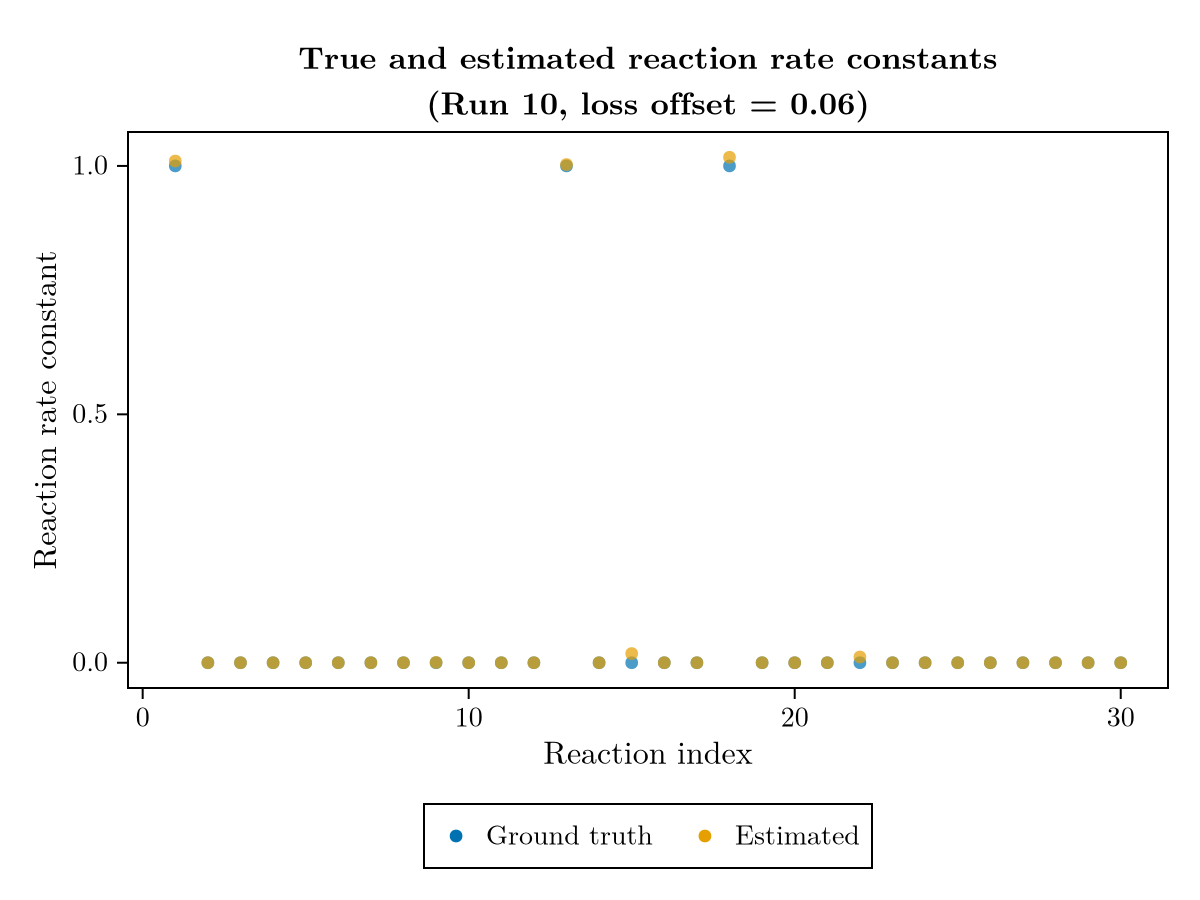 True and estimated reaction rate constants
(Run 10, loss offset = 0.06)
Reaction rate constant
1.0
0.5
0.0
0 10 20 30
Reaction index
Ground truth Estimated